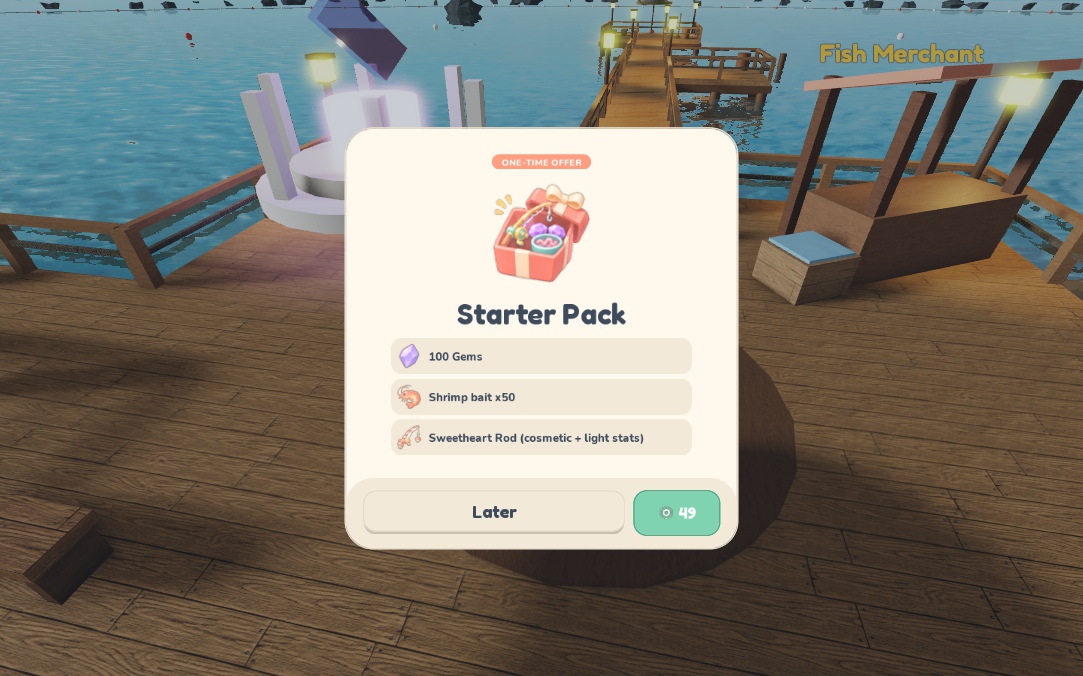 Fish Merchant
ONE-TIME OFFER
Starter Pack
100 Gems
Shrimp bait x50
Sweetheart Rod (cosmetic + light stats)
Later
49